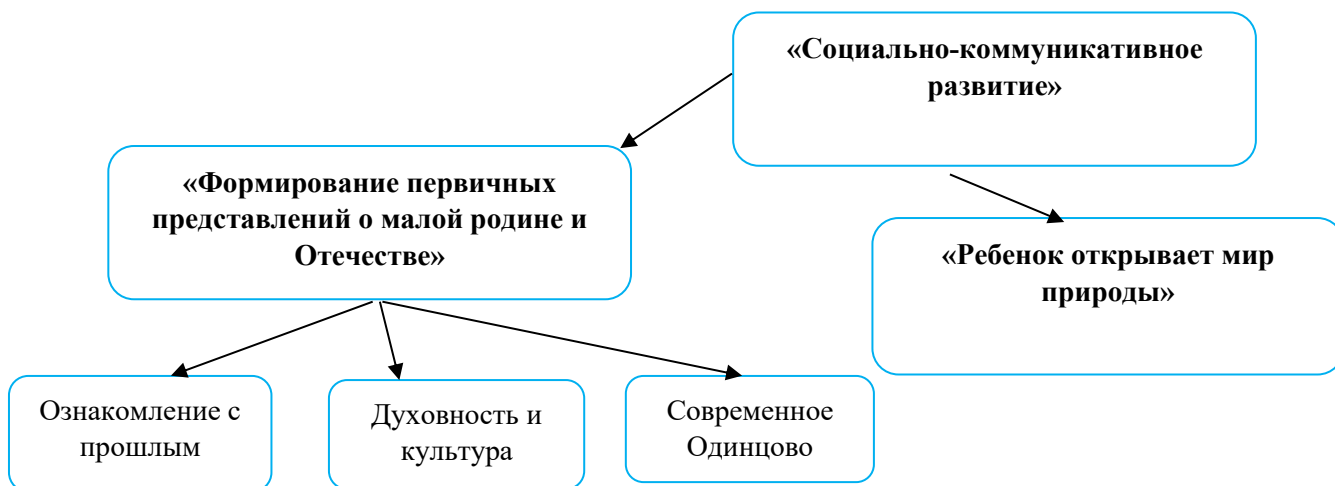 «Социально-коммуникативное
развитие»
«Формирование первичных
представлений о малой родине и
Отечестве»
«Ребенок открывает мир
природы»
Ознакомление с
прошлым
Духовность и
культура
Современное
Одинцово